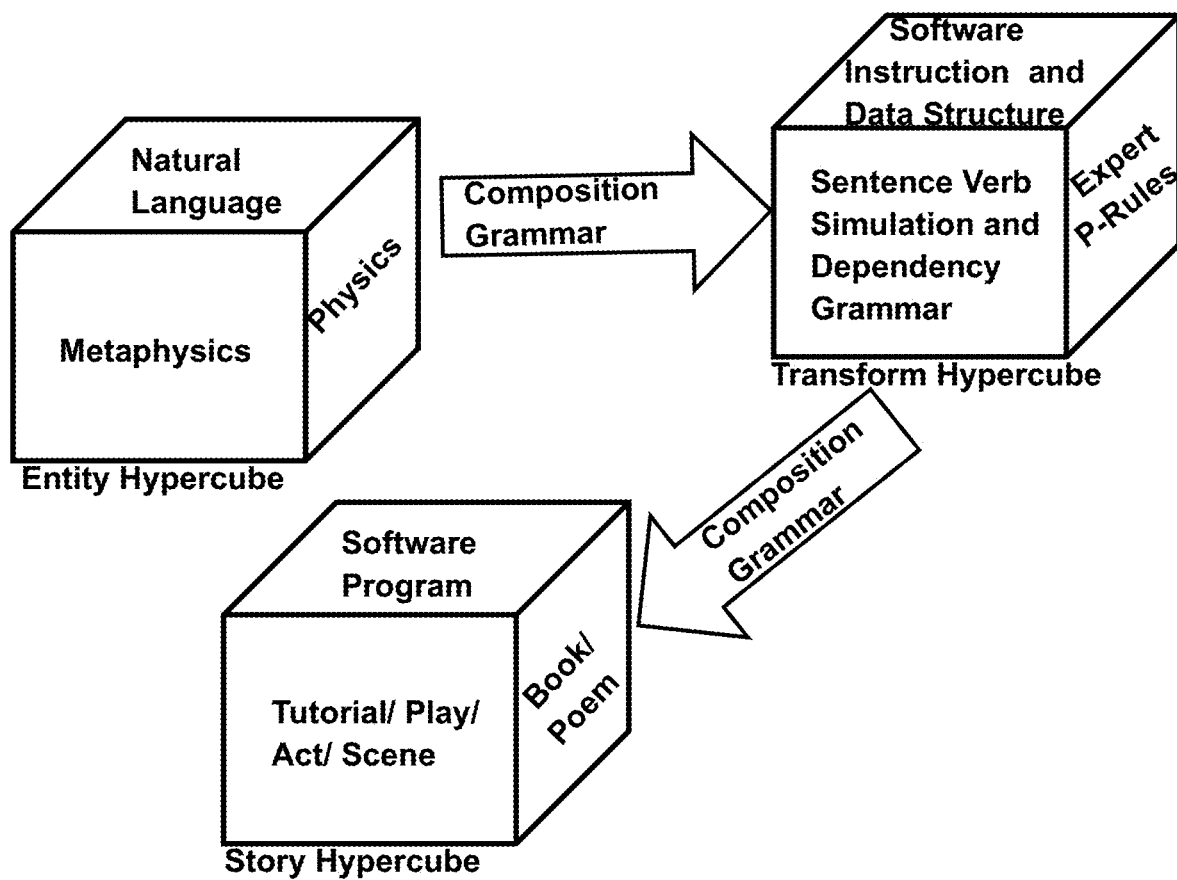 Natural
Language
Metaphysics
Physics
Entity Hypercube
Composition
Grammar
Software
Instruction and
Data Structure
Sentence Verb
Simulation and
Dependency
Grammar
Expert
P-Rules
Transform Hypercube
Composition
Grammar
Software
Program
Tutorial/ Play/
Act/ Scene
Book/
Poem
Story Hypercube